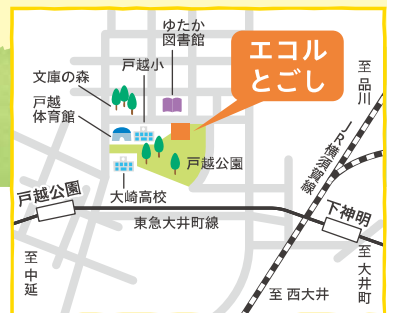 ゆたか
図書館
エコル
とごし
戸越小
文庫の森
至品川
戸越
体育館
JR横須賀線
戸越公園
大崎高校
戸越公園
東急大井町線
下神明
至中延
至大井町
至 西大井